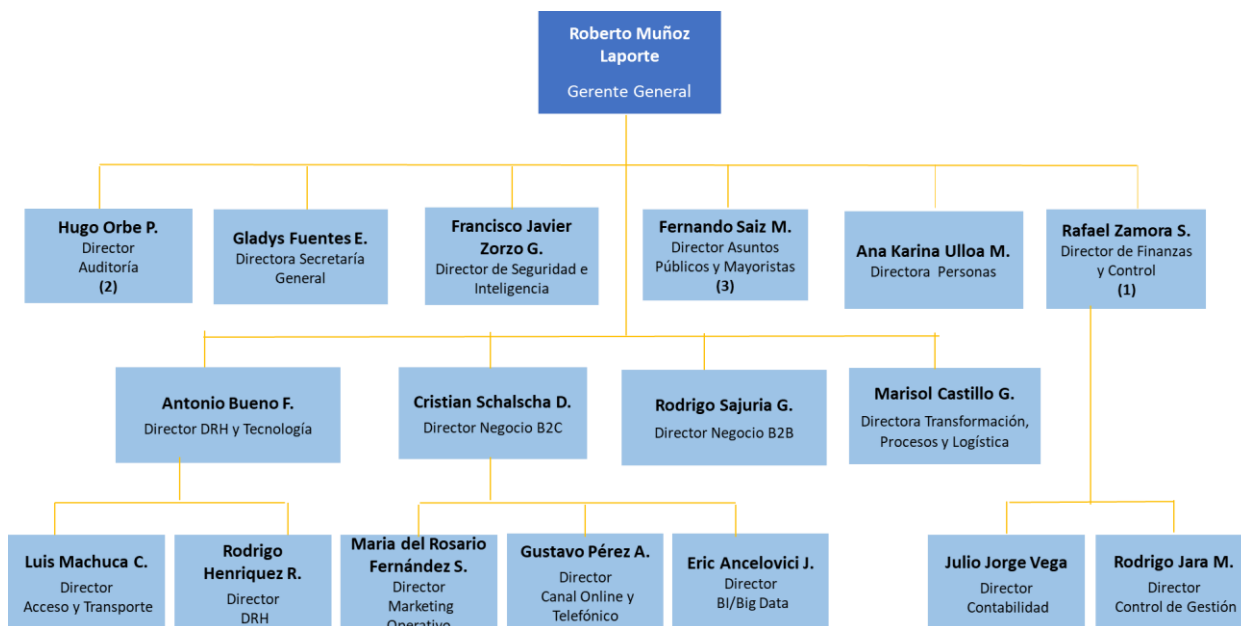 Roberto Muñoz
Laporte
Gerente General
Hugo Orbe P.
Director
Auditoría
(2)
Gladys Fuentes E.
Directora Secretaría
General
Francisco Javier
Zorzo G.
Director de Seguridad e
Inteligencia
Fernando Saiz M.
Director Asuntos
Públicos y Mayoristas
(3)
Ana Karina Ulloa M.
Directora Personas
Rafael Zamora S.
Director de Finanzas
y Control
(1)
Antonio Bueno F.
Director DRH y Tecnología
Cristian Schalscha D.
Director Negocio B2C
Rodrigo Sajuria G.
Director Negocio B2B
Marisol Castillo G.
Directora Transformación,
Procesos y Logística
Luis Machuca C.
Director
Acceso y Transporte
Rodrigo
Henriquez R.
Director
DRH
Maria del Rosario
Fernández S.
Director
Marketing
Operativo
Gustavo Pérez A.
Director
Canal Online y
Telefónico
Eric Ancelovici J.
Director
BI/Big Data
Julio Jorge Vega
Director
Contabilidad
Rodrigo Jara M.
Director
Control de Gestión